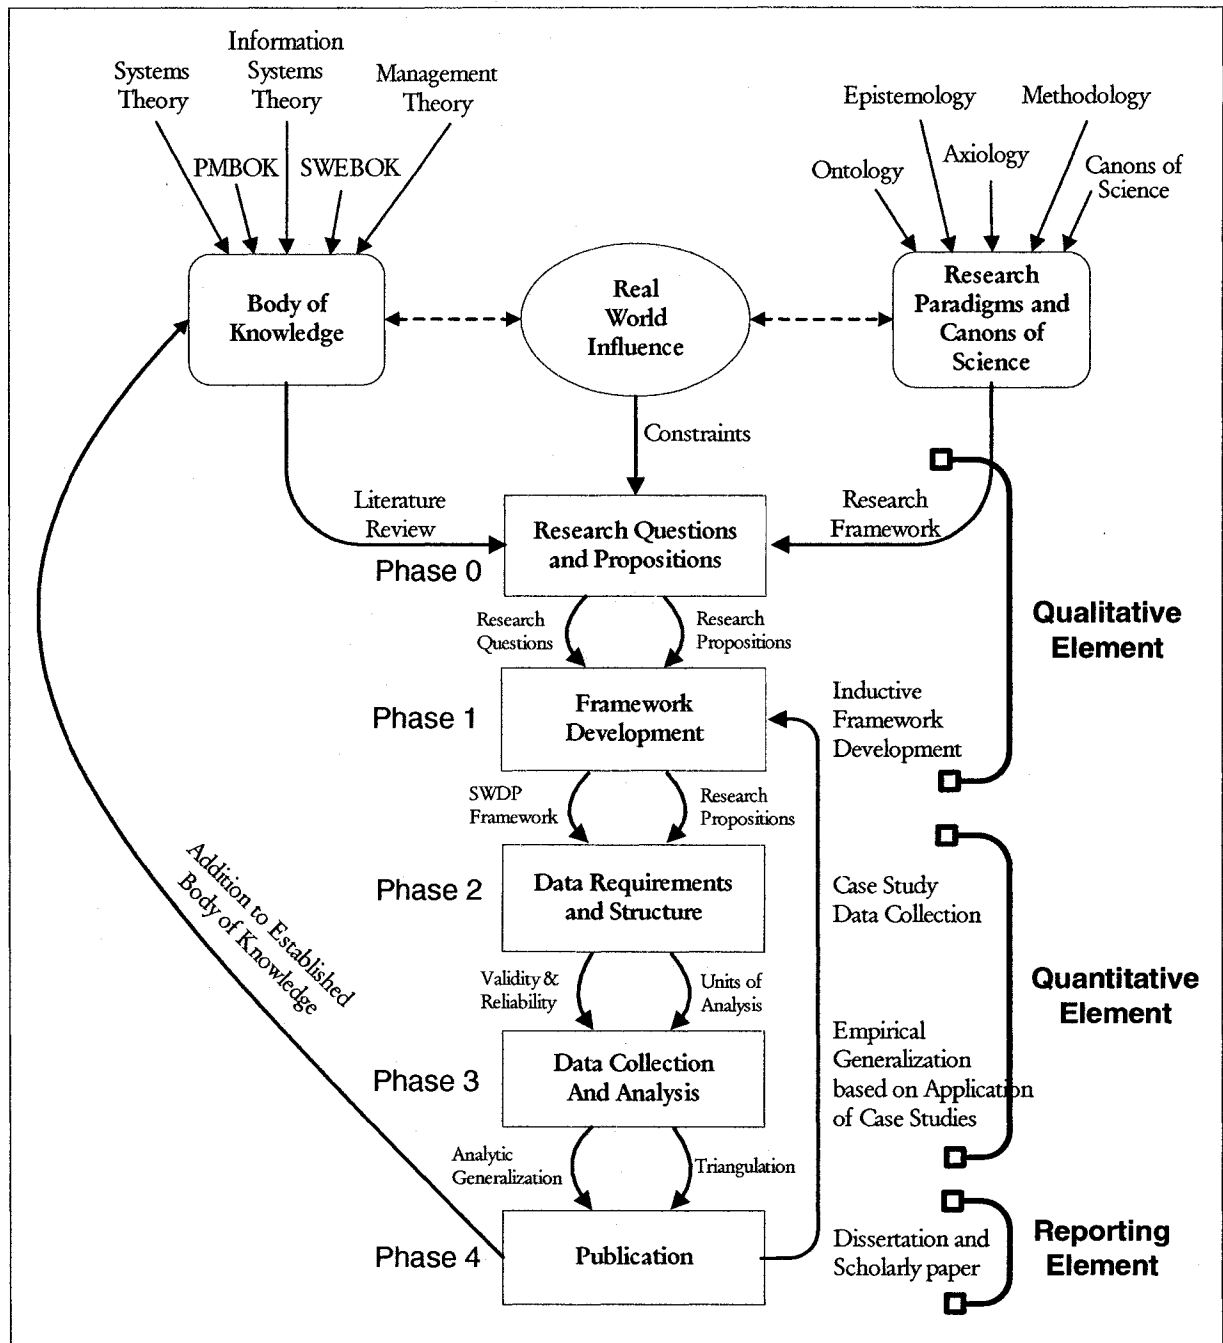 Information
Systems
Theory
Systems
Theory
Management
Theory
PMBOK
SWEBOK
Epistemology
Methodology
Ontology
Axiology
Canons of
Science
Body of
Knowledge
Real
World
Influence
Research
Paradigms and
Canons of
Science
Constraints
Literature
Review
Research
Framework
Research Questions
and Propositions
Phase 0
Research
Questions
Research
Propositions
Qualitative
Element
Phase 1
Framework
Development
Inductive
Framework
Development
SWDP
Framework
Research
Propositions
Phase 2
Data Requirements
and Structure
Case Study
Data Collection
Addition to Established
Body of Knowledge
Validity &
Reliability
Units of
Analysis
Quantitative
Element
Phase 3
Data Collection
And Analysis
Empirical
Generalization
based on Application
of Case Studies
Analytic
Generalization
Triangulation
Phase 4
Publication
Dissertation and
Scholarly paper
Reporting
Element